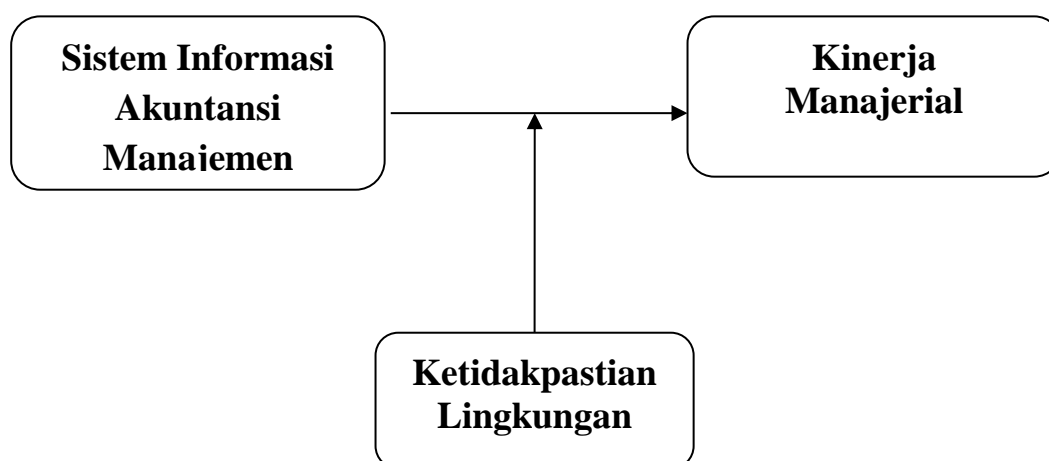 Sistem Informasi
Akuntansi
Manajemen
Kinerja
Manajerial
Ketidakpastian
Lingkungan